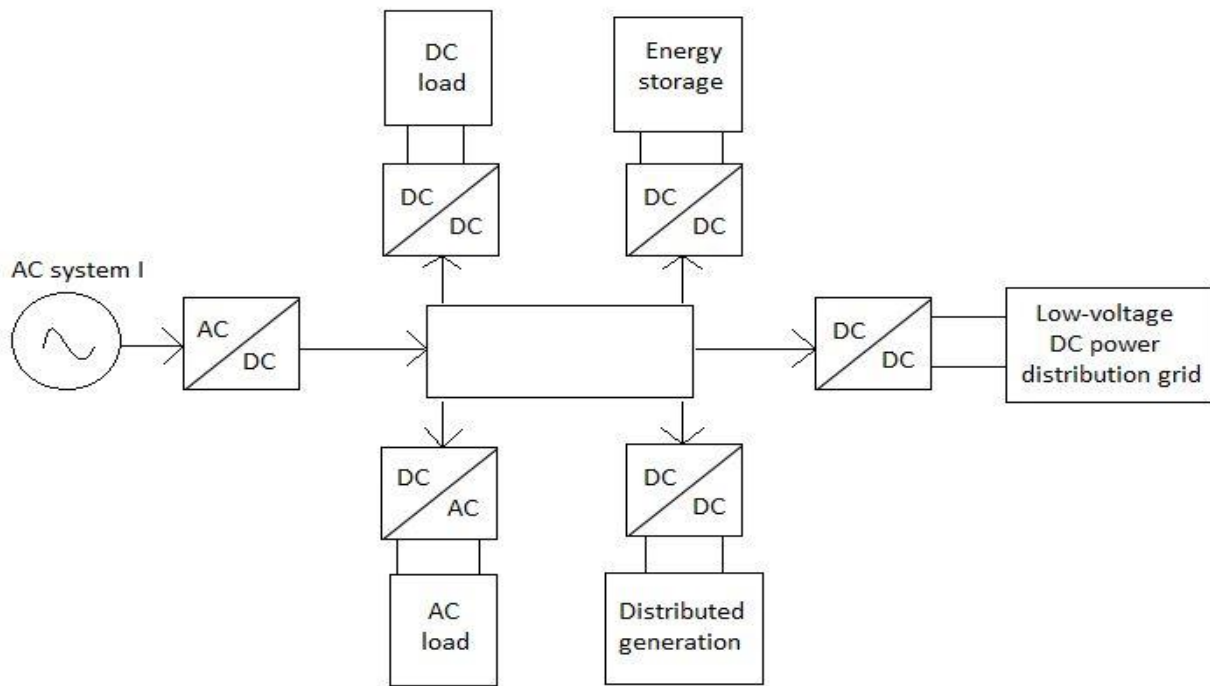 DC
load
Energy
storage
DC
DC
DC
DC
AC system I
AC
DC
DC
DC
Low-voltage
DC power
distribution grid
DC
AC
DC
DC
AC
load
Distributed
generation